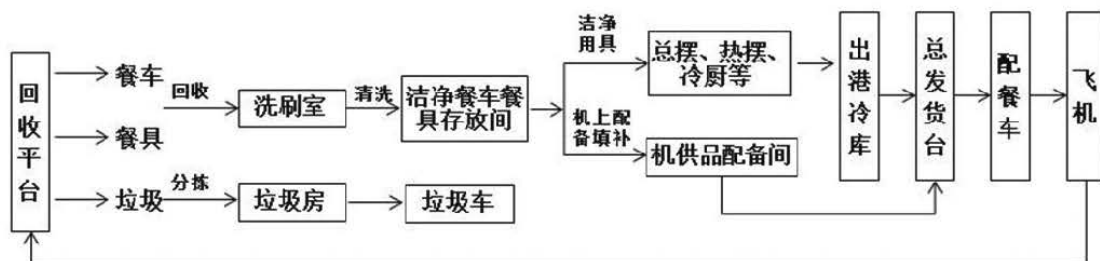 回收平台
餐车
餐具
垃圾
回收
分拣
洗刷室
垃圾房
清洗
洁净餐车餐
具存放间
垃圾车
洁净
用具
机上配
备填补
总摆、热摆、
冷厨等
机供品配备间
出港冷库
总发货台
配餐车
飞机